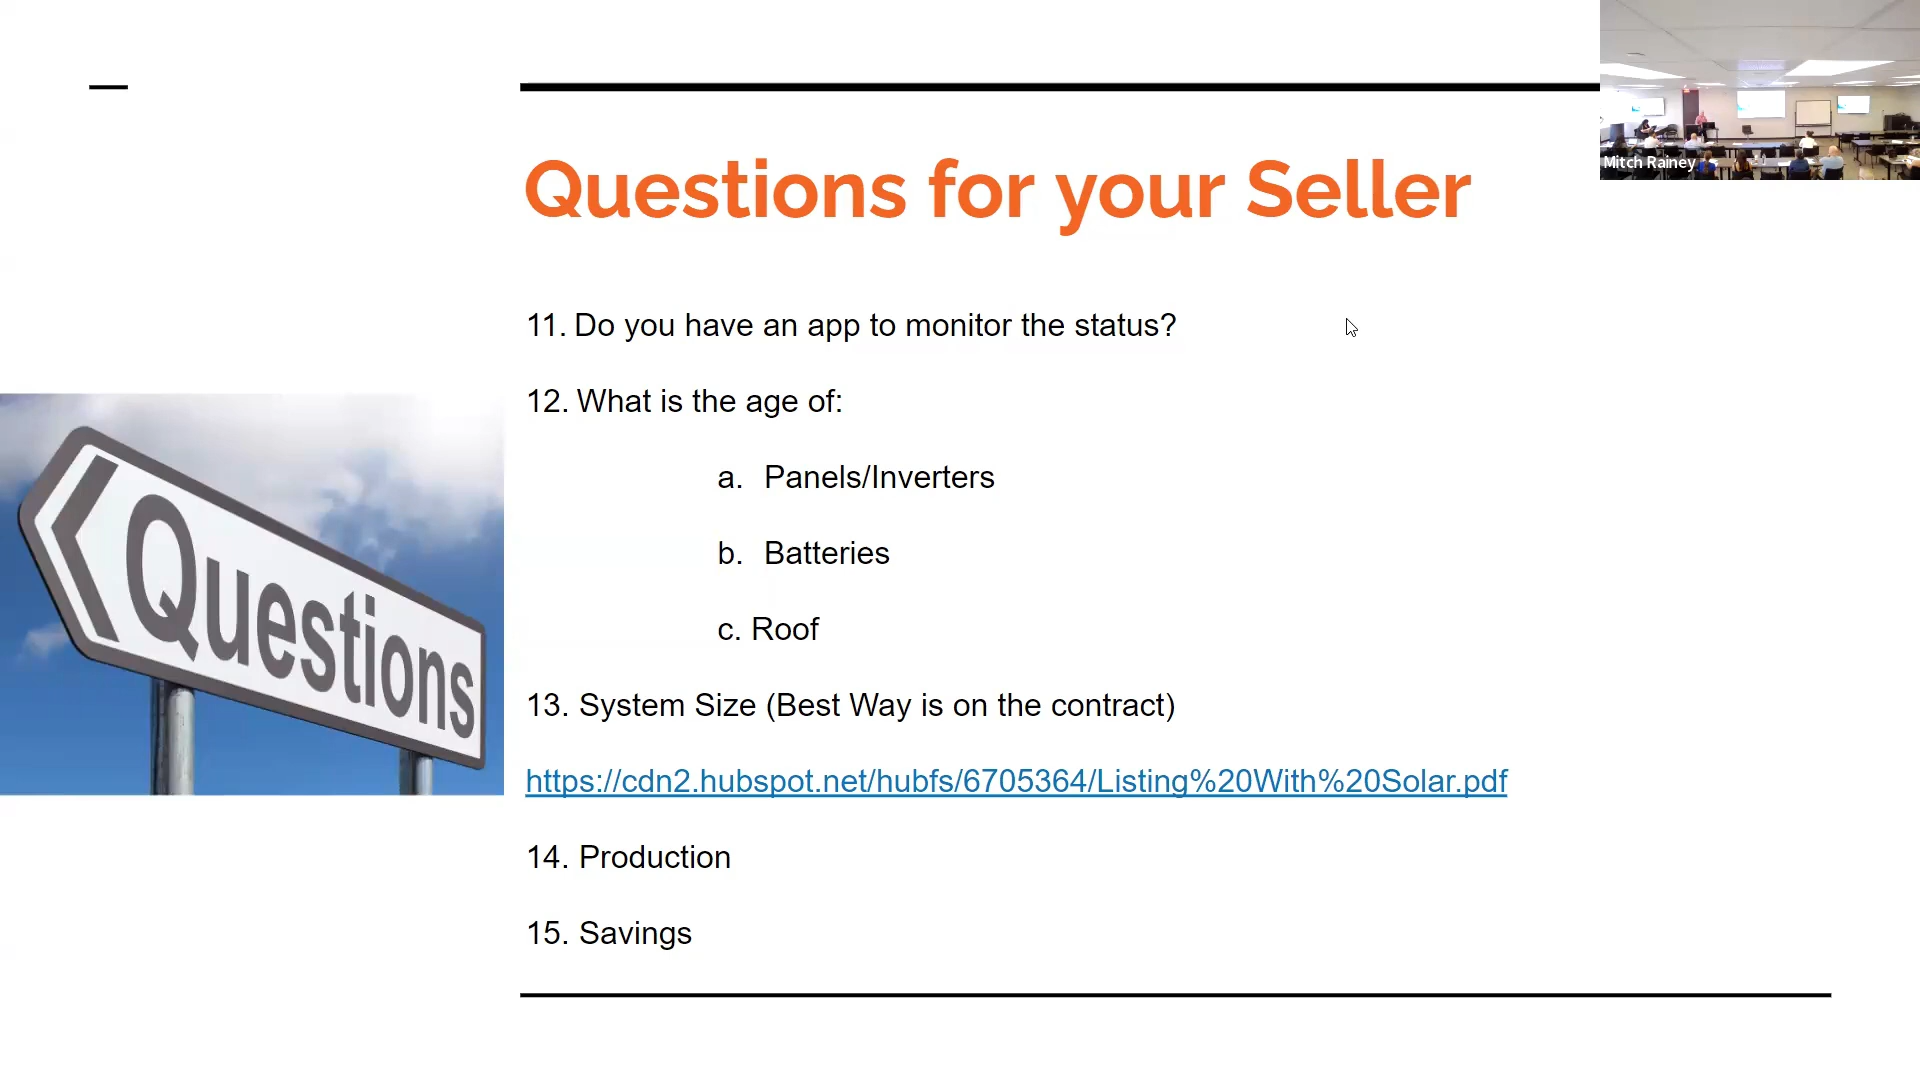 Questions for your Seller
11. Do you have an app to monitor the status?
12. What is the age of:
a. Panels/Inverters
b. Batteries
c. Roof
13. System Size (Best Way is on the contract)
https://cdn2.hubspot.net/hubfs/6705364/Listing%20With%20Solar.pdf
14. Production
15. Savings
Questions
Mitch Rainey